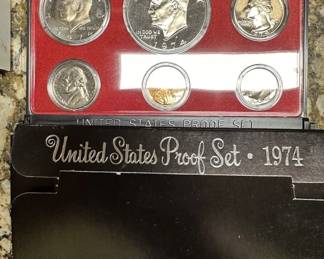 IN GOD WE
TRUST
1974
UNITED STATES PROOF SET
United States Proof Set • 1974